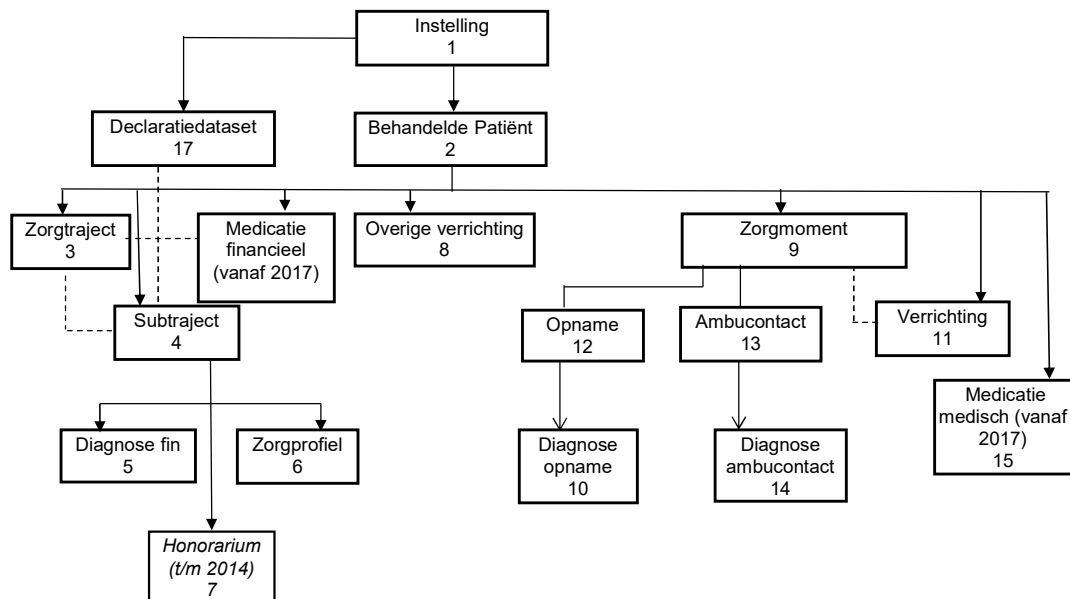 Instelling
1
Declaratiedataset
17
Behandelde Patiënt
2
Zorgtraject
3
Medicatie
financieel
(vanaf 2017)
Overige verrichting
8
Zorgmoment
9
Subtraject
4
Opname
12
Ambucontact
13
Verrichting
11
Medicatie
medisch (vanaf
2017)
15
Diagnose fin
5
Zorgprofiel
6
Diagnose
opname
10
Diagnose
ambucontact
14
Honorarium
(t/m 2014)
7